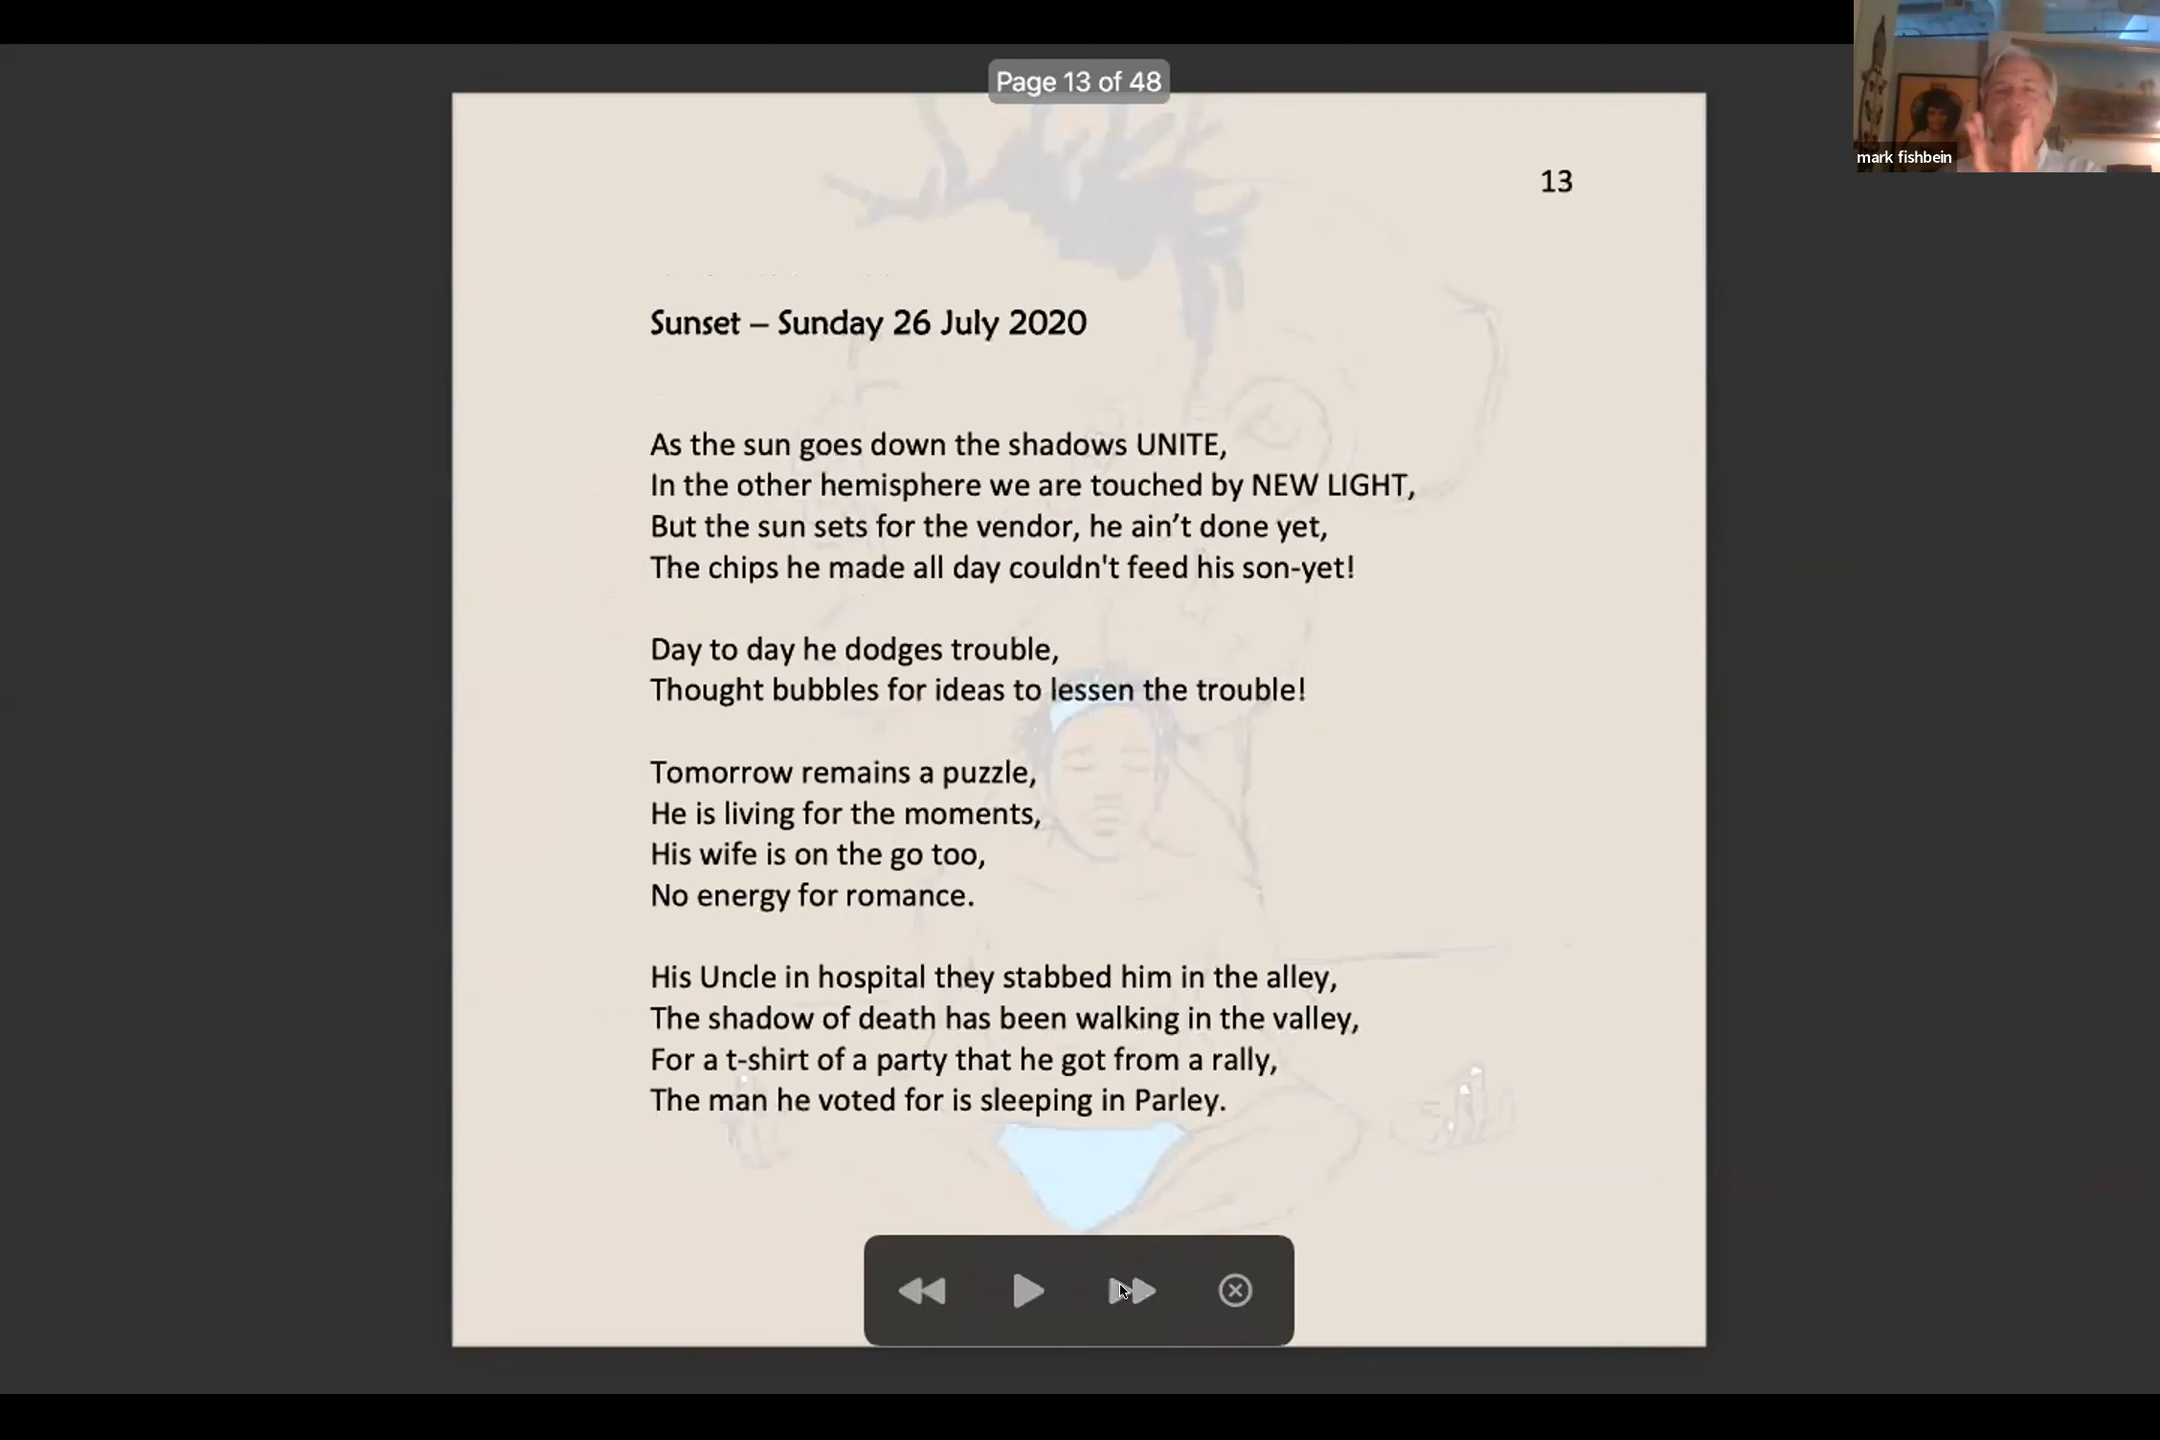 Page 13 of 48
mark fishbein
13
Sunset – Sunday 26 July 2020
As the sun goes down the shadows UNITE,
In the other hemisphere we are touched by NEW LIGHT,
But the sun sets for the vendor, he ain’t done yet,
The chips he made all day couldn't feed his son-yet!
Day to day he dodges trouble,
Thought bubbles for ideas to lessen the trouble!
Tomorrow remains a puzzle,
He is living for the moments,
His wife is on the go too,
No energy for romance.
His Uncle in hospital they stabbed him in the alley,
The shadow of death has been walking in the valley,
For a t-shirt of a party that he got from a rally,
The man he voted for is sleeping in Parley.